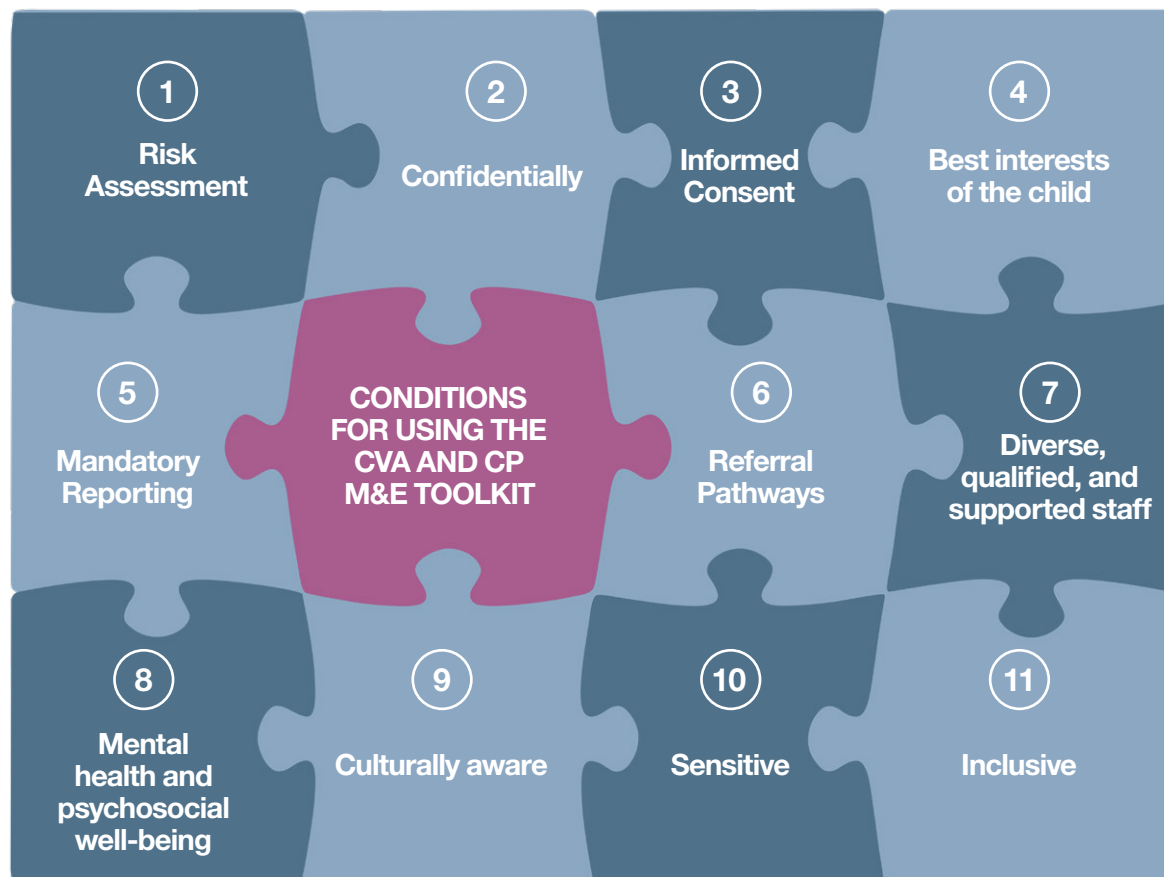 1
Risk
Assessment
2
Confidentially
3
Informed
Consent
4
Best interests
of the child
5
Mandatory
Reporting
CONDITIONS
FOR USING THE
CVA AND CP
M&E TOOLKIT
6
Referral
Pathways
7
Diverse,
qualified, and
supported staff
8
Mental
health and
psychosocial
well-being
9
Culturally aware
10
Sensitive
11
Inclusive